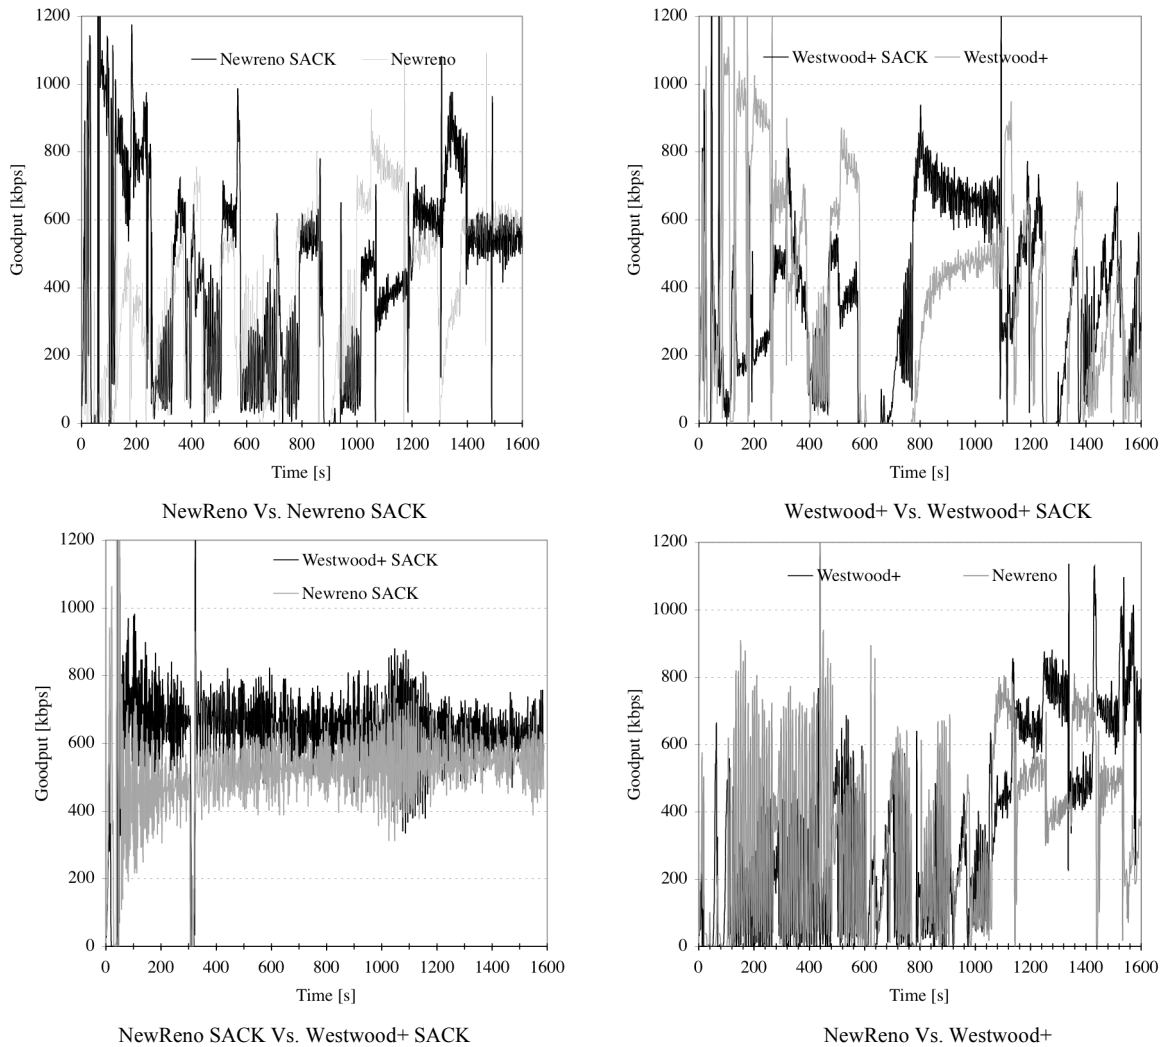 1200
1000
800
600
400
200
0
Goodput [kbps]
Newreno SACK
Newreno
0 200 400 600 800 1000 1200 1400 1600
Time [s]
NewReno Vs. Newreno SACK
1200
1000
800
600
400
200
0
Goodput [kbps]
Westwood+ SACK
Westwood+
0 200 400 600 800 1000 1200 1400 1600
Time [s]
Westwood+ Vs. Westwood+ SACK
1200
1000
800
600
400
200
0
Goodput [kbps]
Westwood+ SACK
Newreno SACK
0 200 400 600 800 1000 1200 1400 1600
Time [s]
NewReno SACK Vs. Westwood+ SACK
1200
1000
800
600
400
200
0
Goodput [kbps]
Westwood+
Newreno
0 200 400 600 800 1000 1200 1400 1600
Time [s]
NewReno Vs. Westwood+